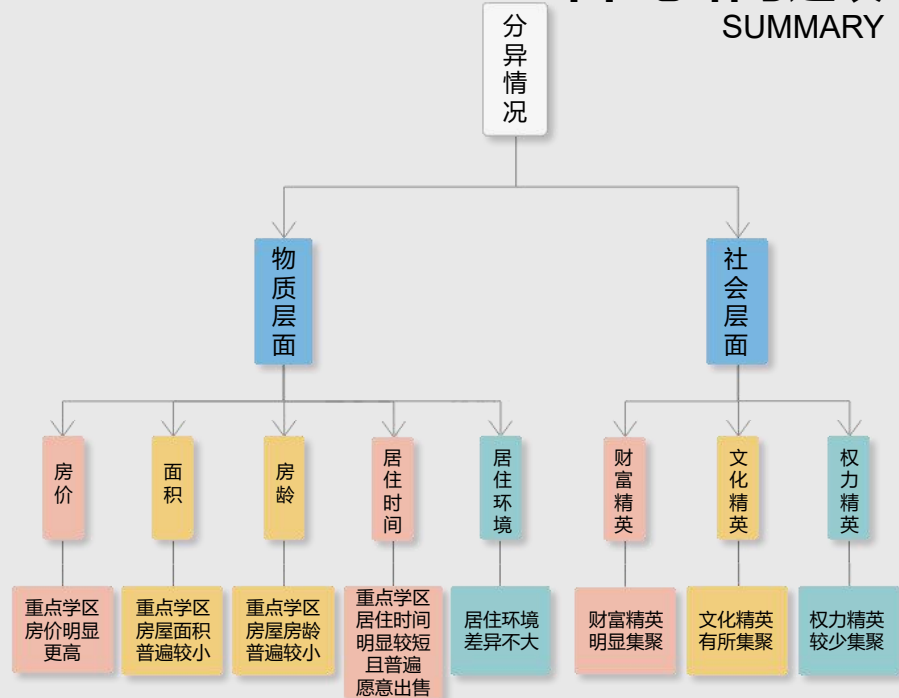 SUMMARY
分异情况
物质层面
社会层面
房价
面积
房龄
居住时间
居住环境
财富精英
文化精英
权力精英
重点学区
房价明显
更高
重点学区
房屋面积
普遍较小
重点学区
房屋房龄
普遍较小
重点学区
居住时间
明显较短
且普遍
愿意出售
居住环境
差异不大
财富精英
明显集聚
文化精英
有所集聚
权力精英
较少集聚